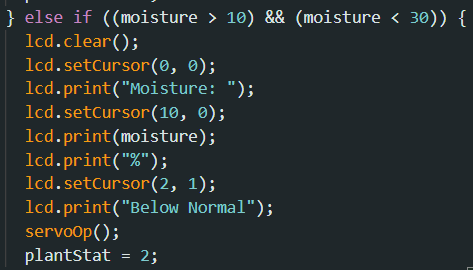 } else if ((moisture > 10) && (moisture < 30)) {
lcd.clear();
lcd.setCursor(0, 0);
lcd.print("Moisture: ");
lcd.setCursor(10, 0);
lcd.print(moisture);
lcd.print("%");
lcd.setCursor(2, 1);
lcd.print("Below Normal");
servoOp();
plantStat = 2;